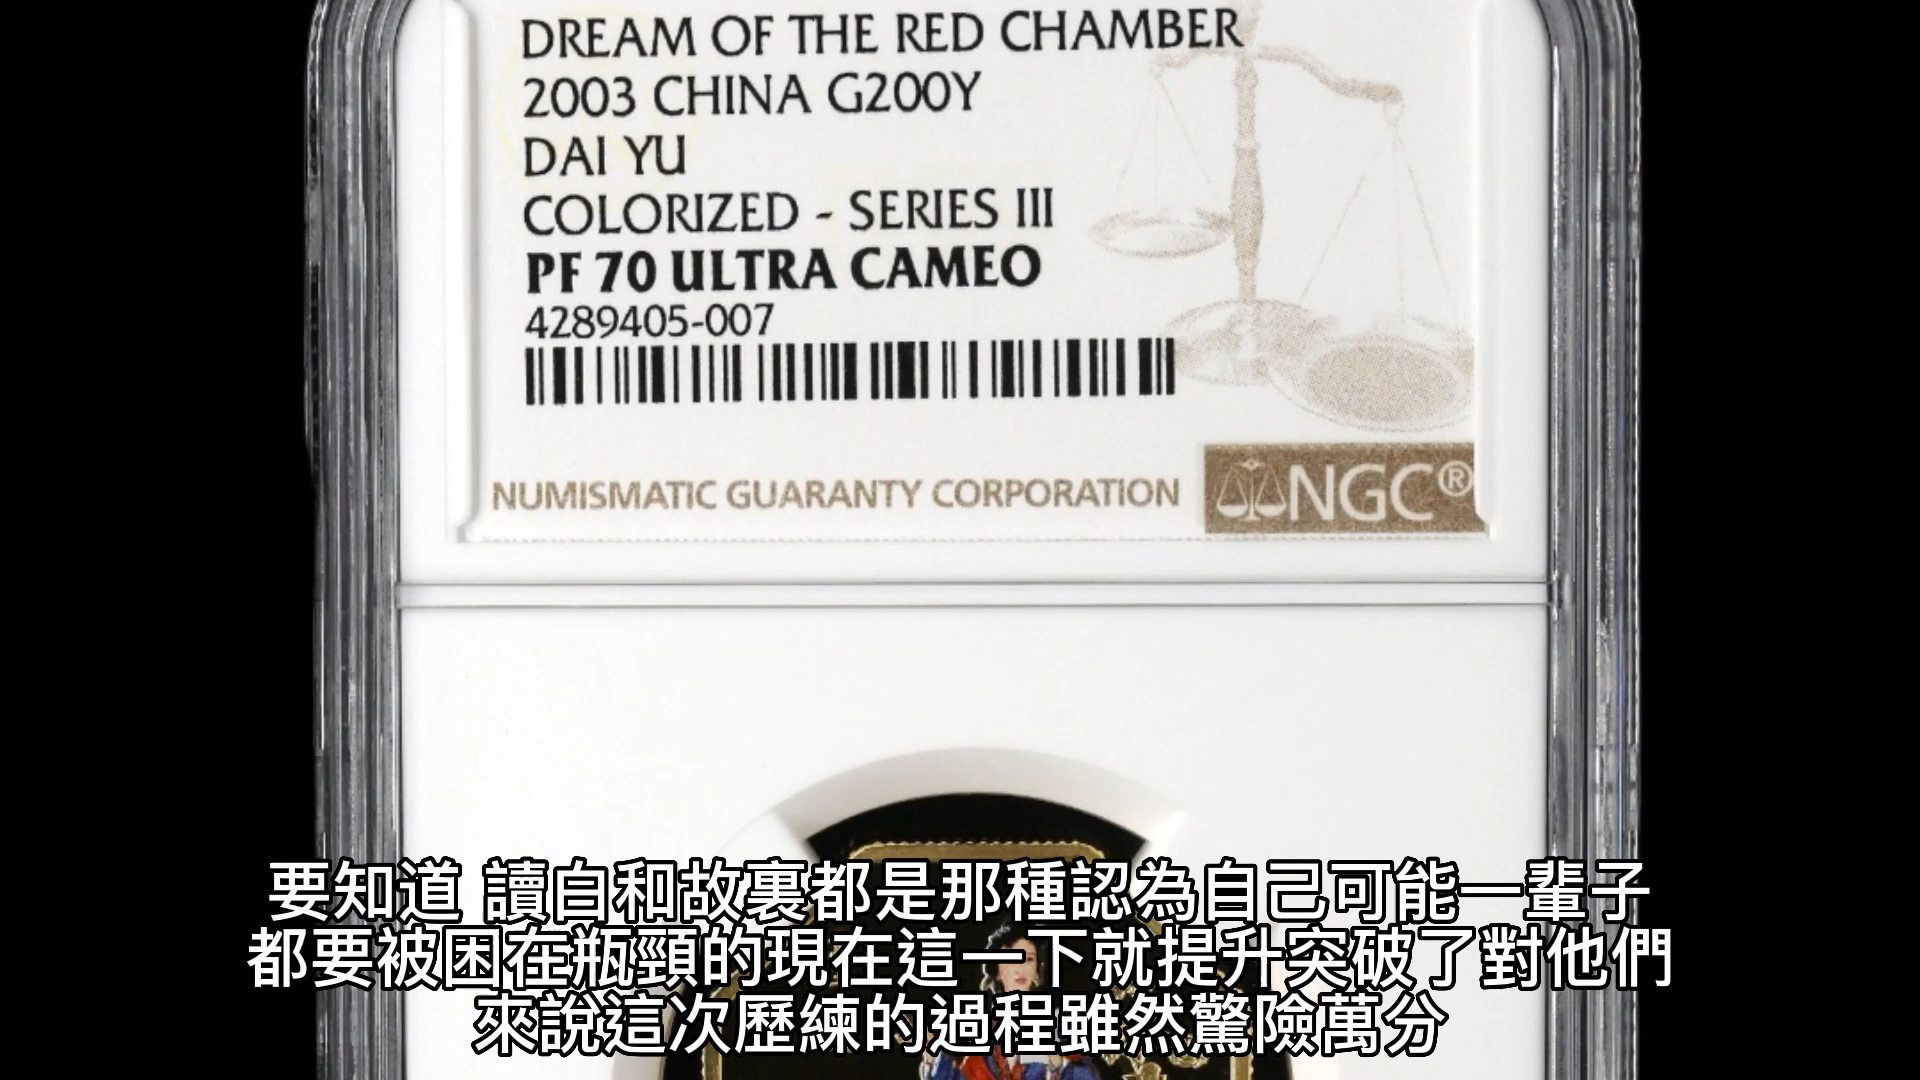 DREAM OF THE RED CHAMBER
2003 CHINA G200Y
DAI YU
COLORIZED - SERIES III
PF 70 ULTRA CAMEO
4289405-007
NUMISMATIC GUARANTY CORPORATION
NGC®
要知道 讀白和故裏都是那種認為自己可能一輩子
都要被困在瓶頸的現在這一下就提升突破了對他們
來說這次歷練的過程雖然驚險萬分